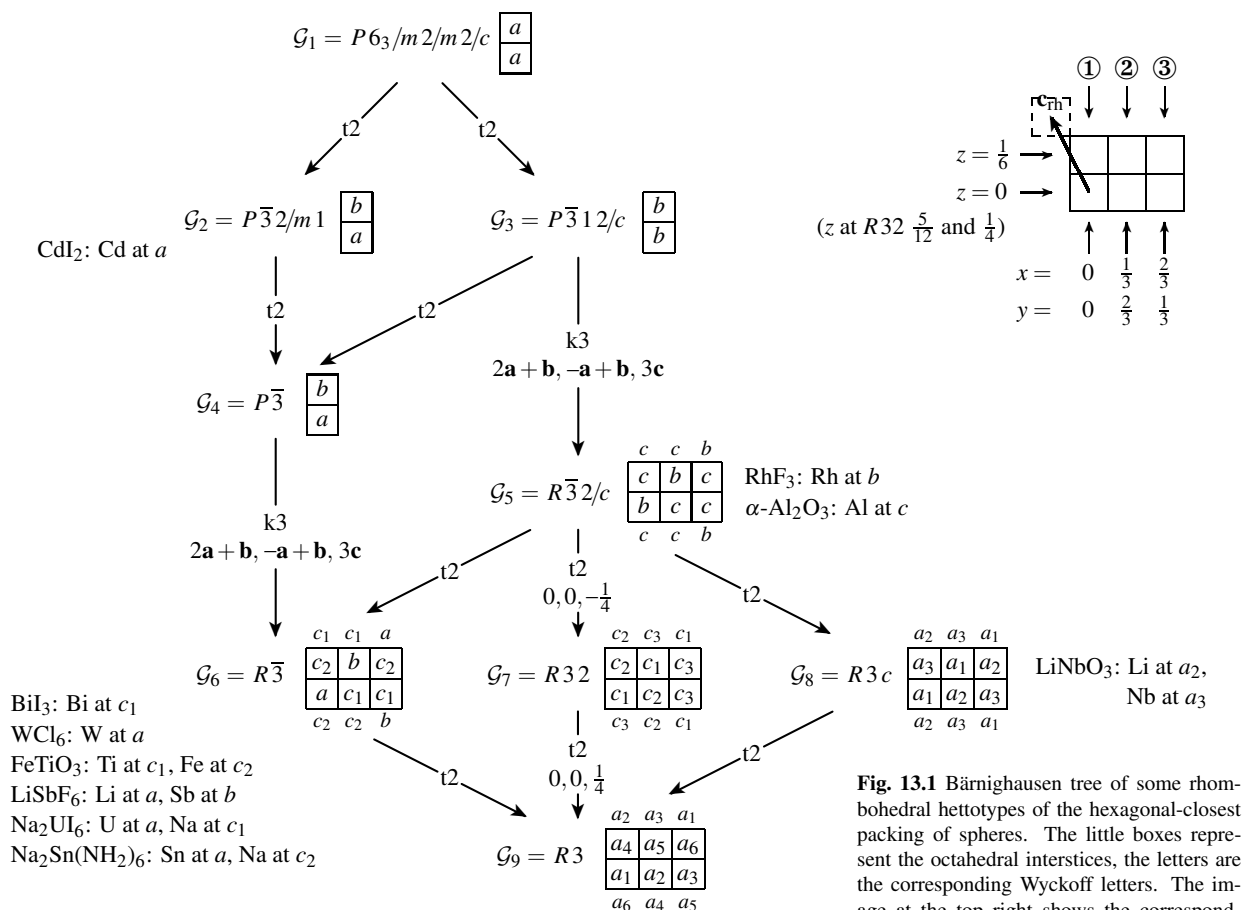 𝒢₁ = P 6₃/m 2/m 2/c
a
a
① ② ③
c_rh
t2 t2
z = 1/6
z = 0
(z at R32 5/12 and 1/4)
x = 0 1/3 2/3
y = 0 2/3 1/3
𝒢₂ = P 3̅ 2/m 1
b
a
𝒢₃ = P 3̅ 1 2/c
b
b
CdI₂: Cd at a
t2 t2
k3
2a + b, –a + b, 3c
𝒢₄ = P 3̅
b
a
c c b
𝒢₅ = R 3̅ 2/c
c b c
b c c
c c b
RhF₃: Rh at b
α-Al₂O₃: Al at c
k3
2a + b, –a + b, 3c
t2
t2
0, 0, –1/4
t2
c₁ c₁ a
𝒢₆ = R 3̅
c₂ b c₂
a c₁ c₁
c₂ c₂ b
c₂ c₃ c₁
𝒢₇ = R 3 2
c₂ c₁ c₃
c₁ c₂ c₃
c₃ c₂ c₁
a₂ a₃ a₁
𝒢₈ = R 3 c
a₃ a₁ a₂
a₁ a₂ a₃
a₂ a₃ a₁
LiNbO₃: Li at a₂,
Nb at a₃
BiI₃: Bi at c₁
WCl₆: W at a
FeTiO₃: Ti at c₁, Fe at c₂
LiSbF₆: Li at a, Sb at b
Na₂UI₆: U at a, Na at c₁
Na₂Sn(NH₂)₆: Sn at a, Na at c₂
t2
t2
0, 0, 1/4
t2
a₂ a₃ a₁
𝒢₉ = R 3
a₄ a₅ a₆
a₁ a₂ a₃
a₆ a₄ a₅
Fig. 13.1 Bärnighausen tree of some rhom-
bohedral hettotypes of the hexagonal-closest
packing of spheres. The little boxes repre-
sent the octahedral interstices, the letters are
the corresponding Wyckoff letters. The im-
age at the top right shows the correspond-